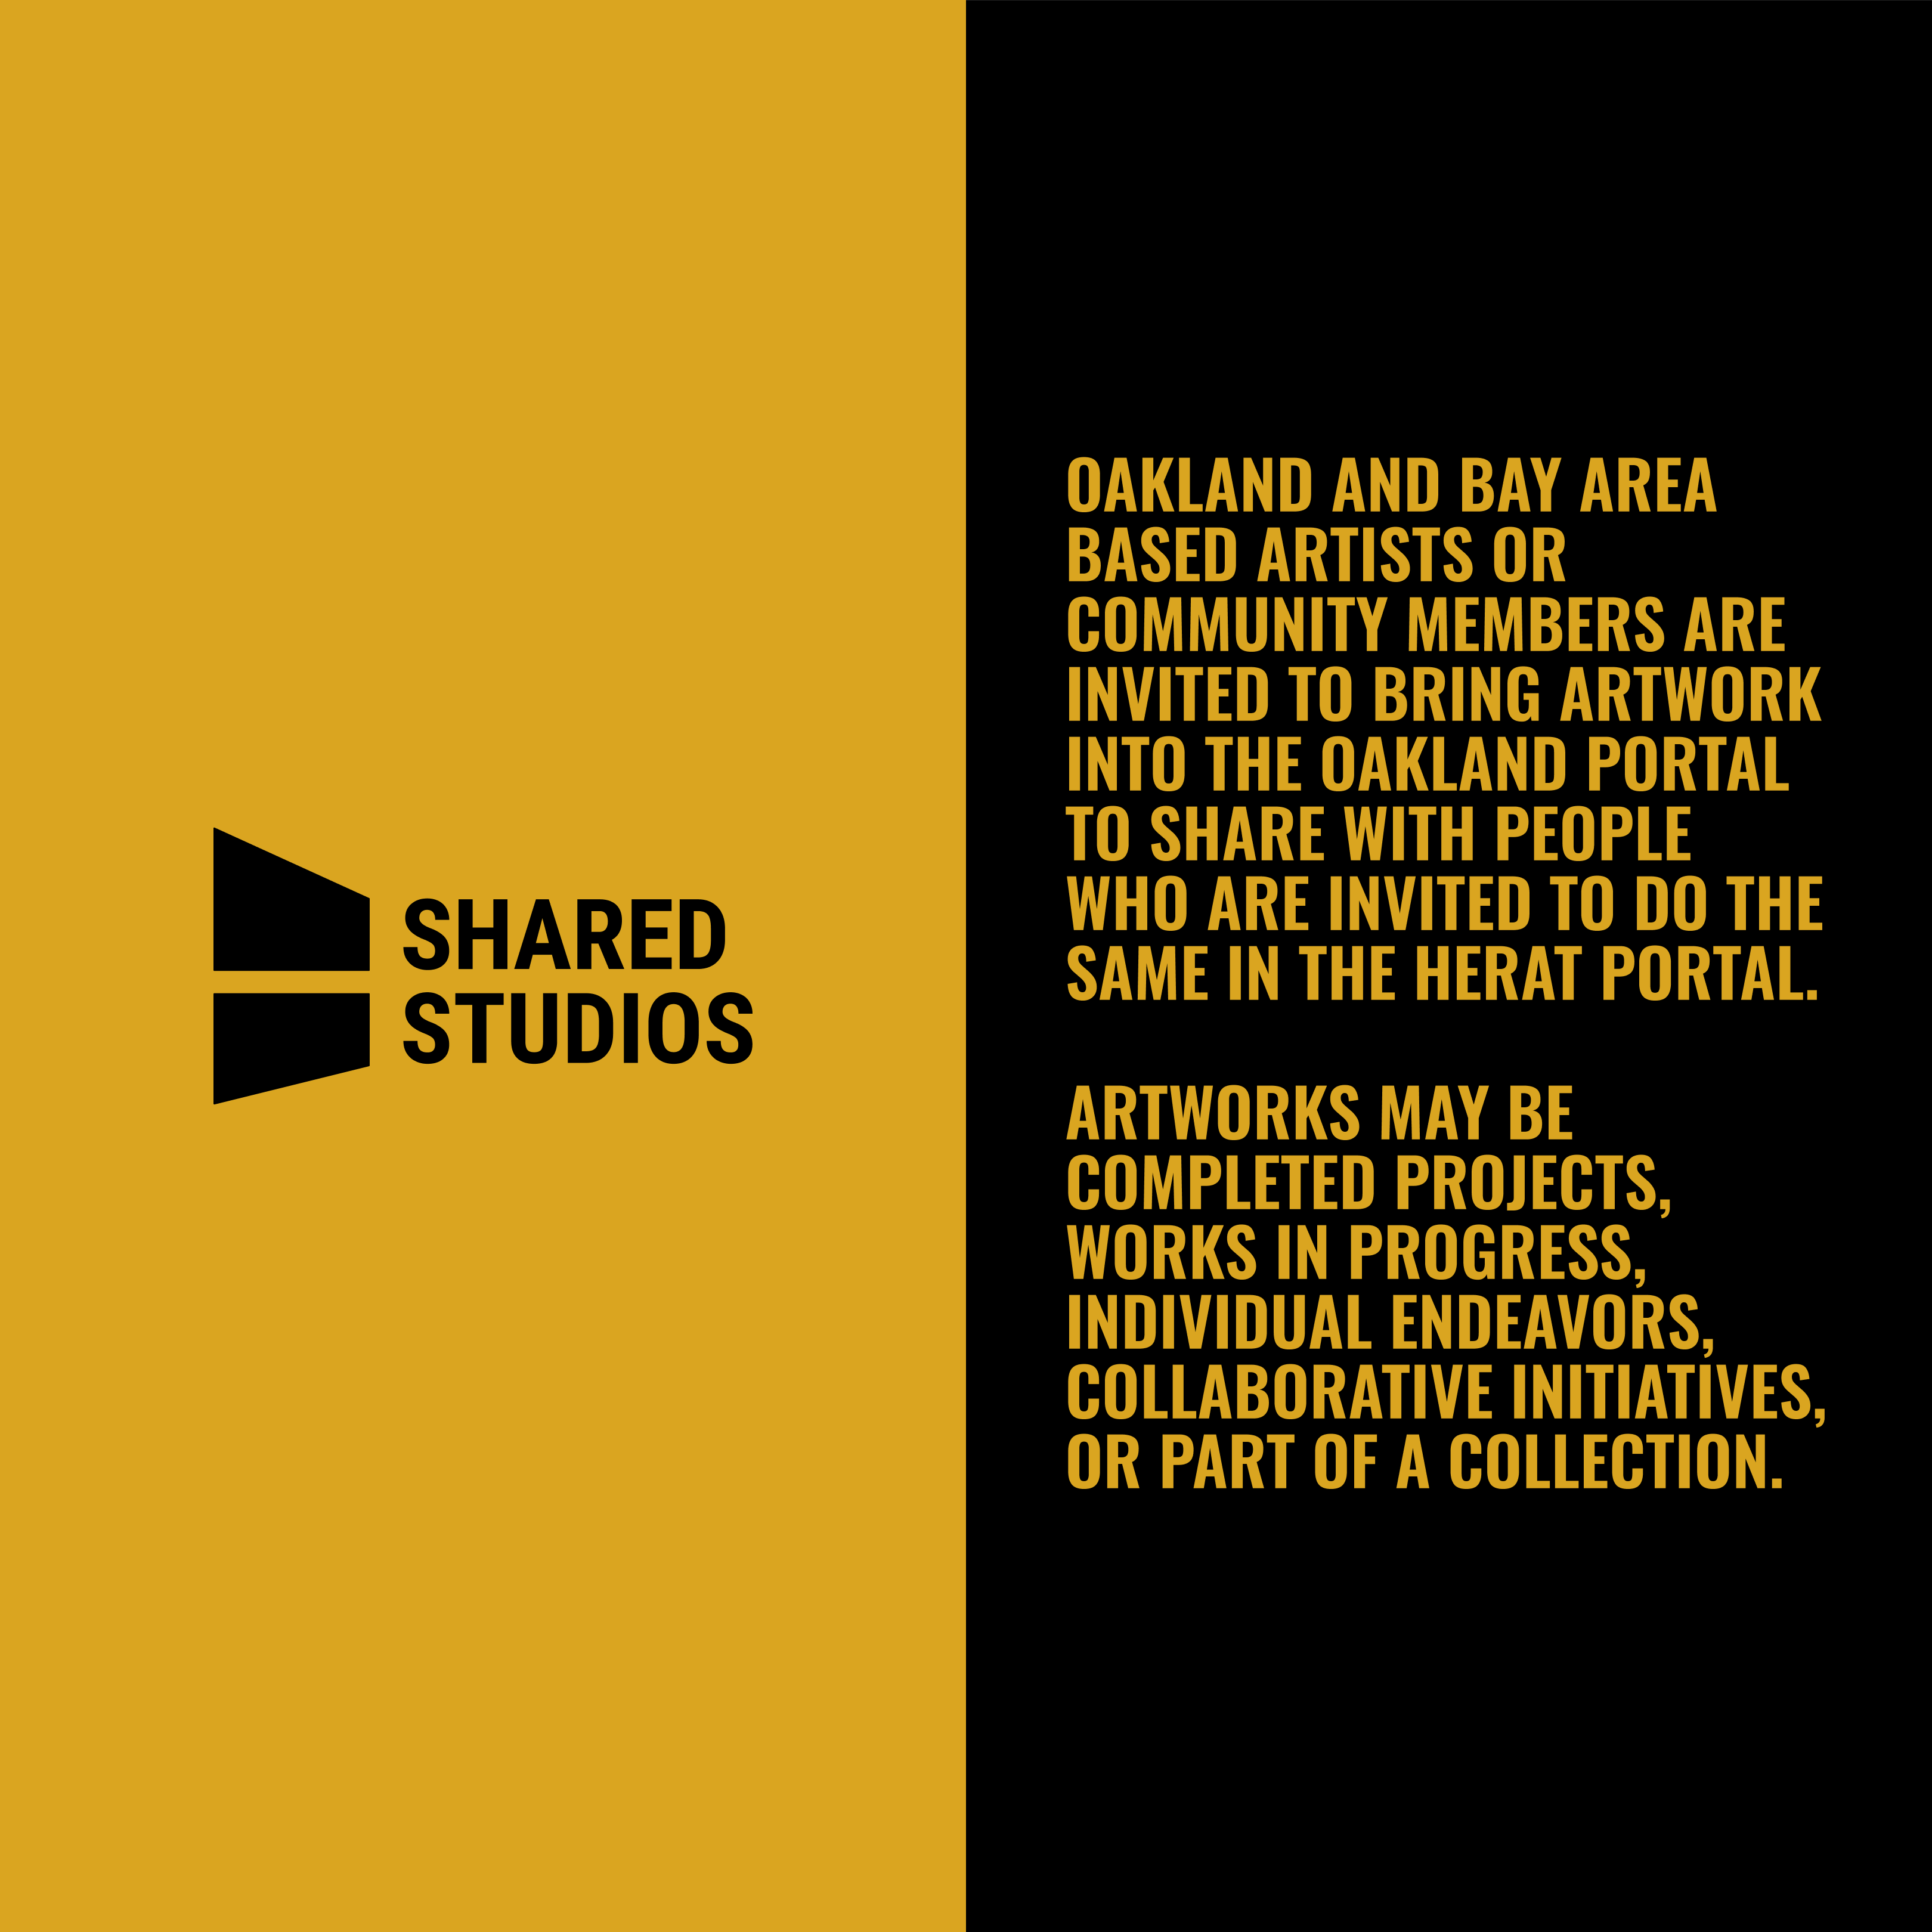 SHARED
STUDIOS
OAKLAND AND BAY AREA
BASED ARTISTS OR
COMMUNITY MEMBERS ARE
INVITED TO BRING ARTWORK
INTO THE OAKLAND PORTAL
TO SHARE WITH PEOPLE
WHO ARE INVITED TO DO THE
SAME IN THE HERAT PORTAL.
ARTWORKS MAY BE
COMPLETED PROJECTS,
WORKS IN PROGRESS,
INDIVIDUAL ENDEAVORS,
COLLABORATIVE INITIATIVES,
OR PART OF A COLLECTION.